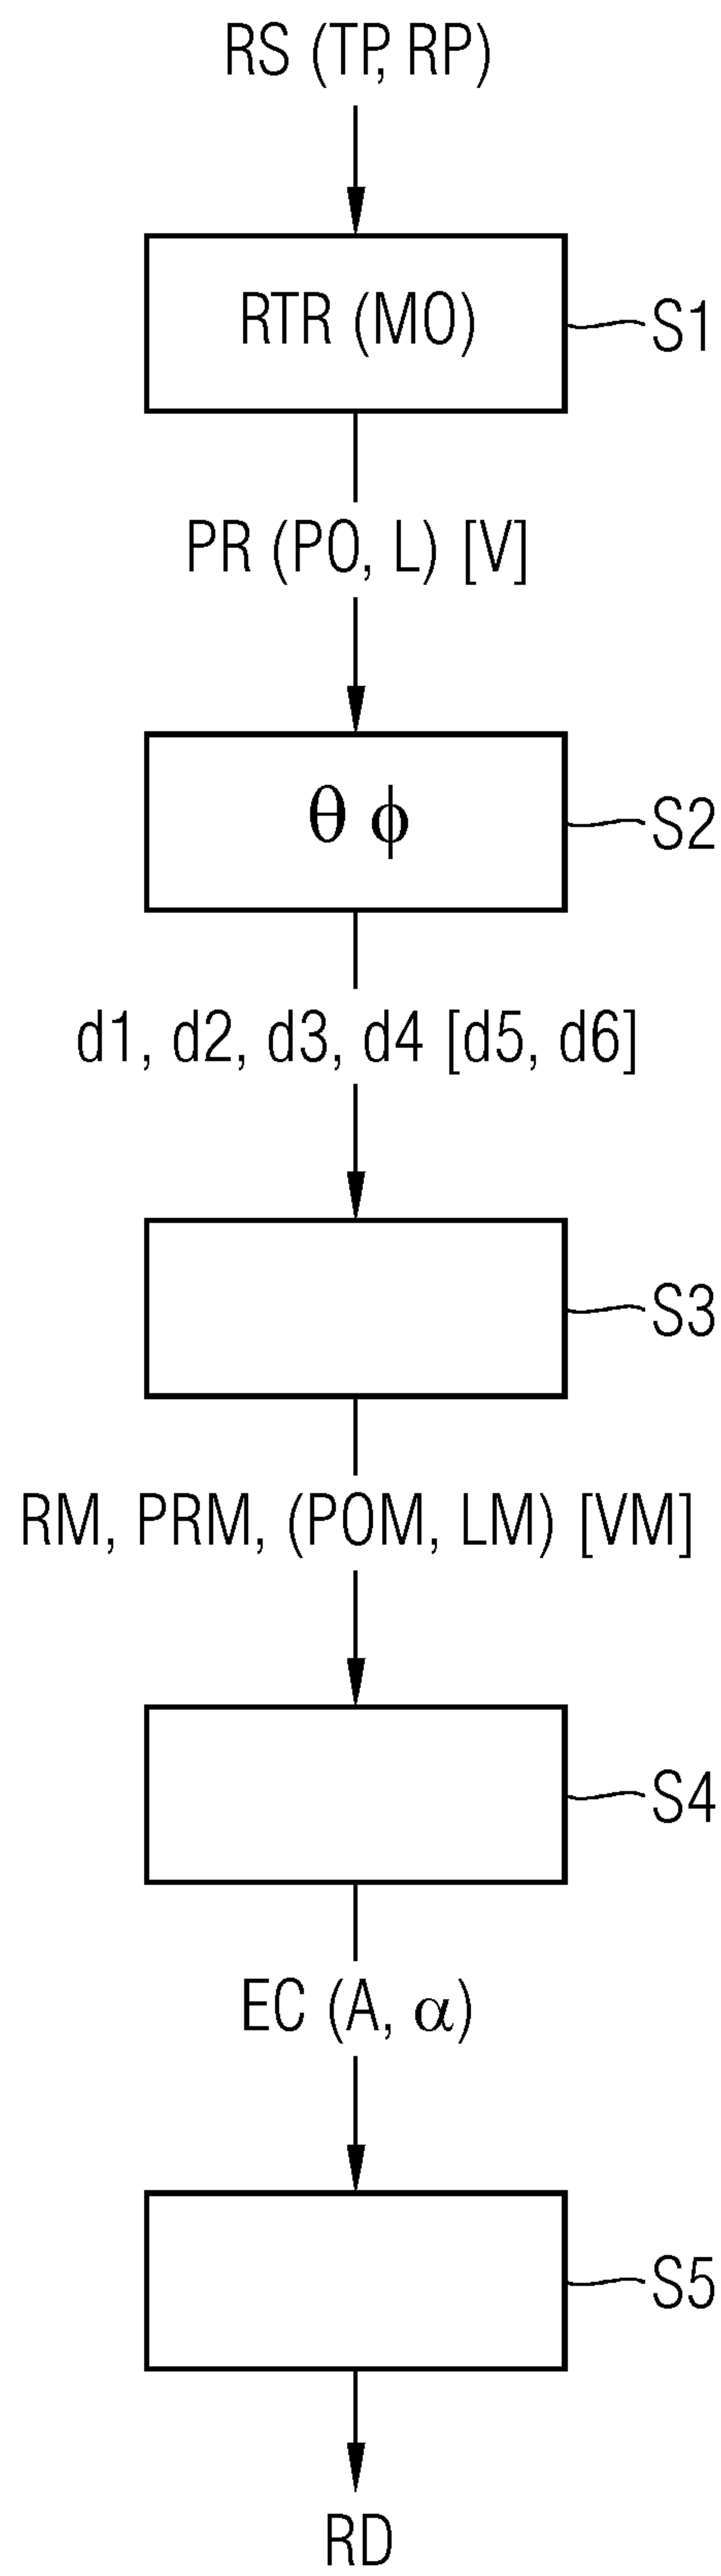 RS (TP, RP)
RTR (MO)
S1
PR (PO, L) [V]
θ ϕ
S2
d1, d2, d3, d4 [d5, d6]
S3
RM, PRM, (POM, LM) [VM]
S4
EC (A, α)
S5
RD